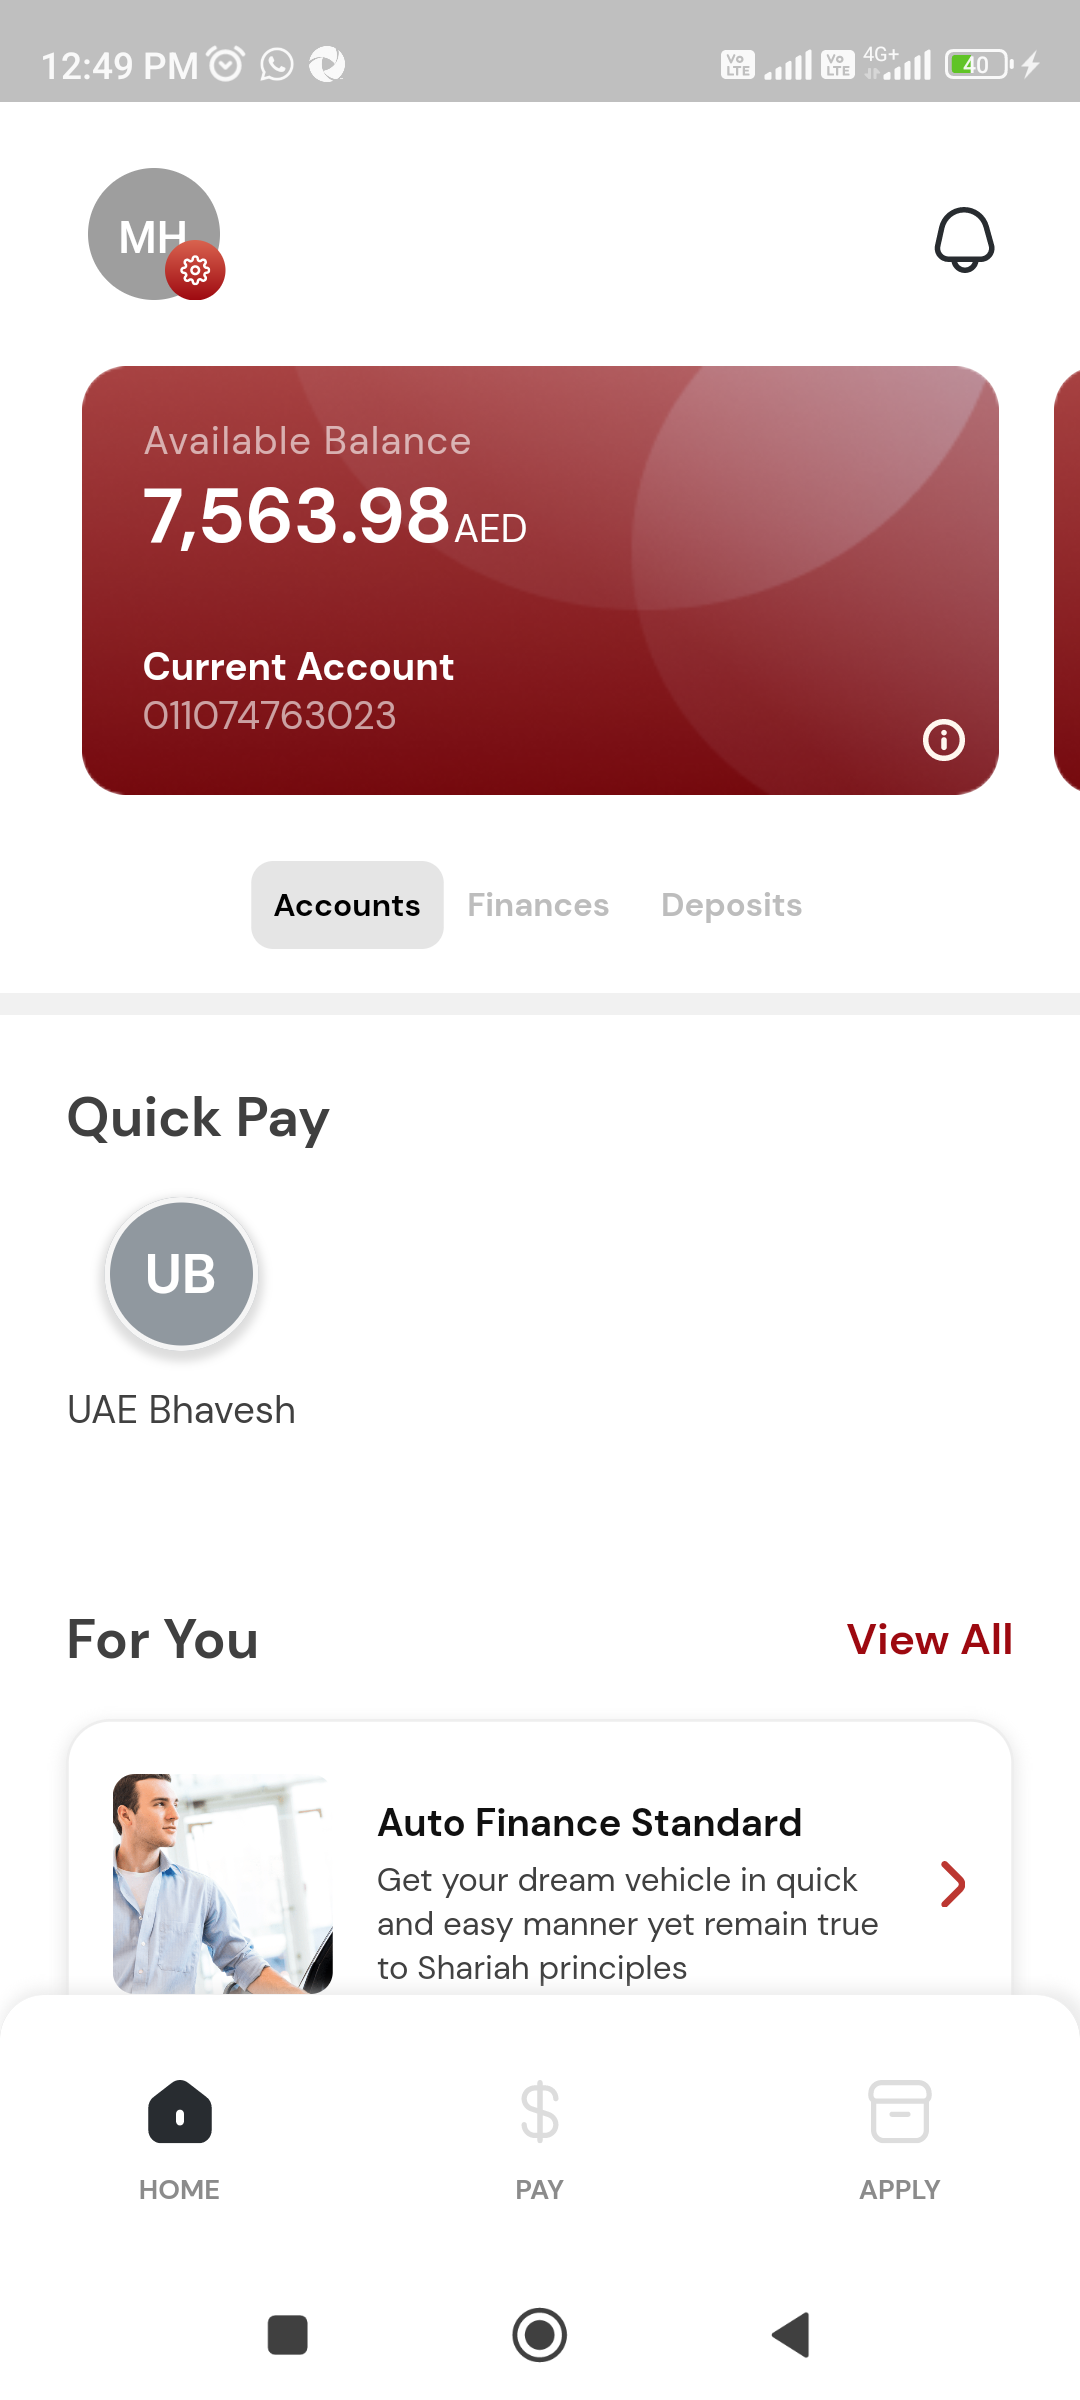 12:49 PM
Vo LTE
Vo LTE
4G+
40
MH
Available Balance
7,563.98 AED
Current Account
011074763023
Accounts Finances Deposits
Quick Pay
UB
UAE Bhavesh
For You View All
Auto Finance Standard
Get your dream vehicle in quick
and easy manner yet remain true
to Shariah principles
HOME PAY APPLY